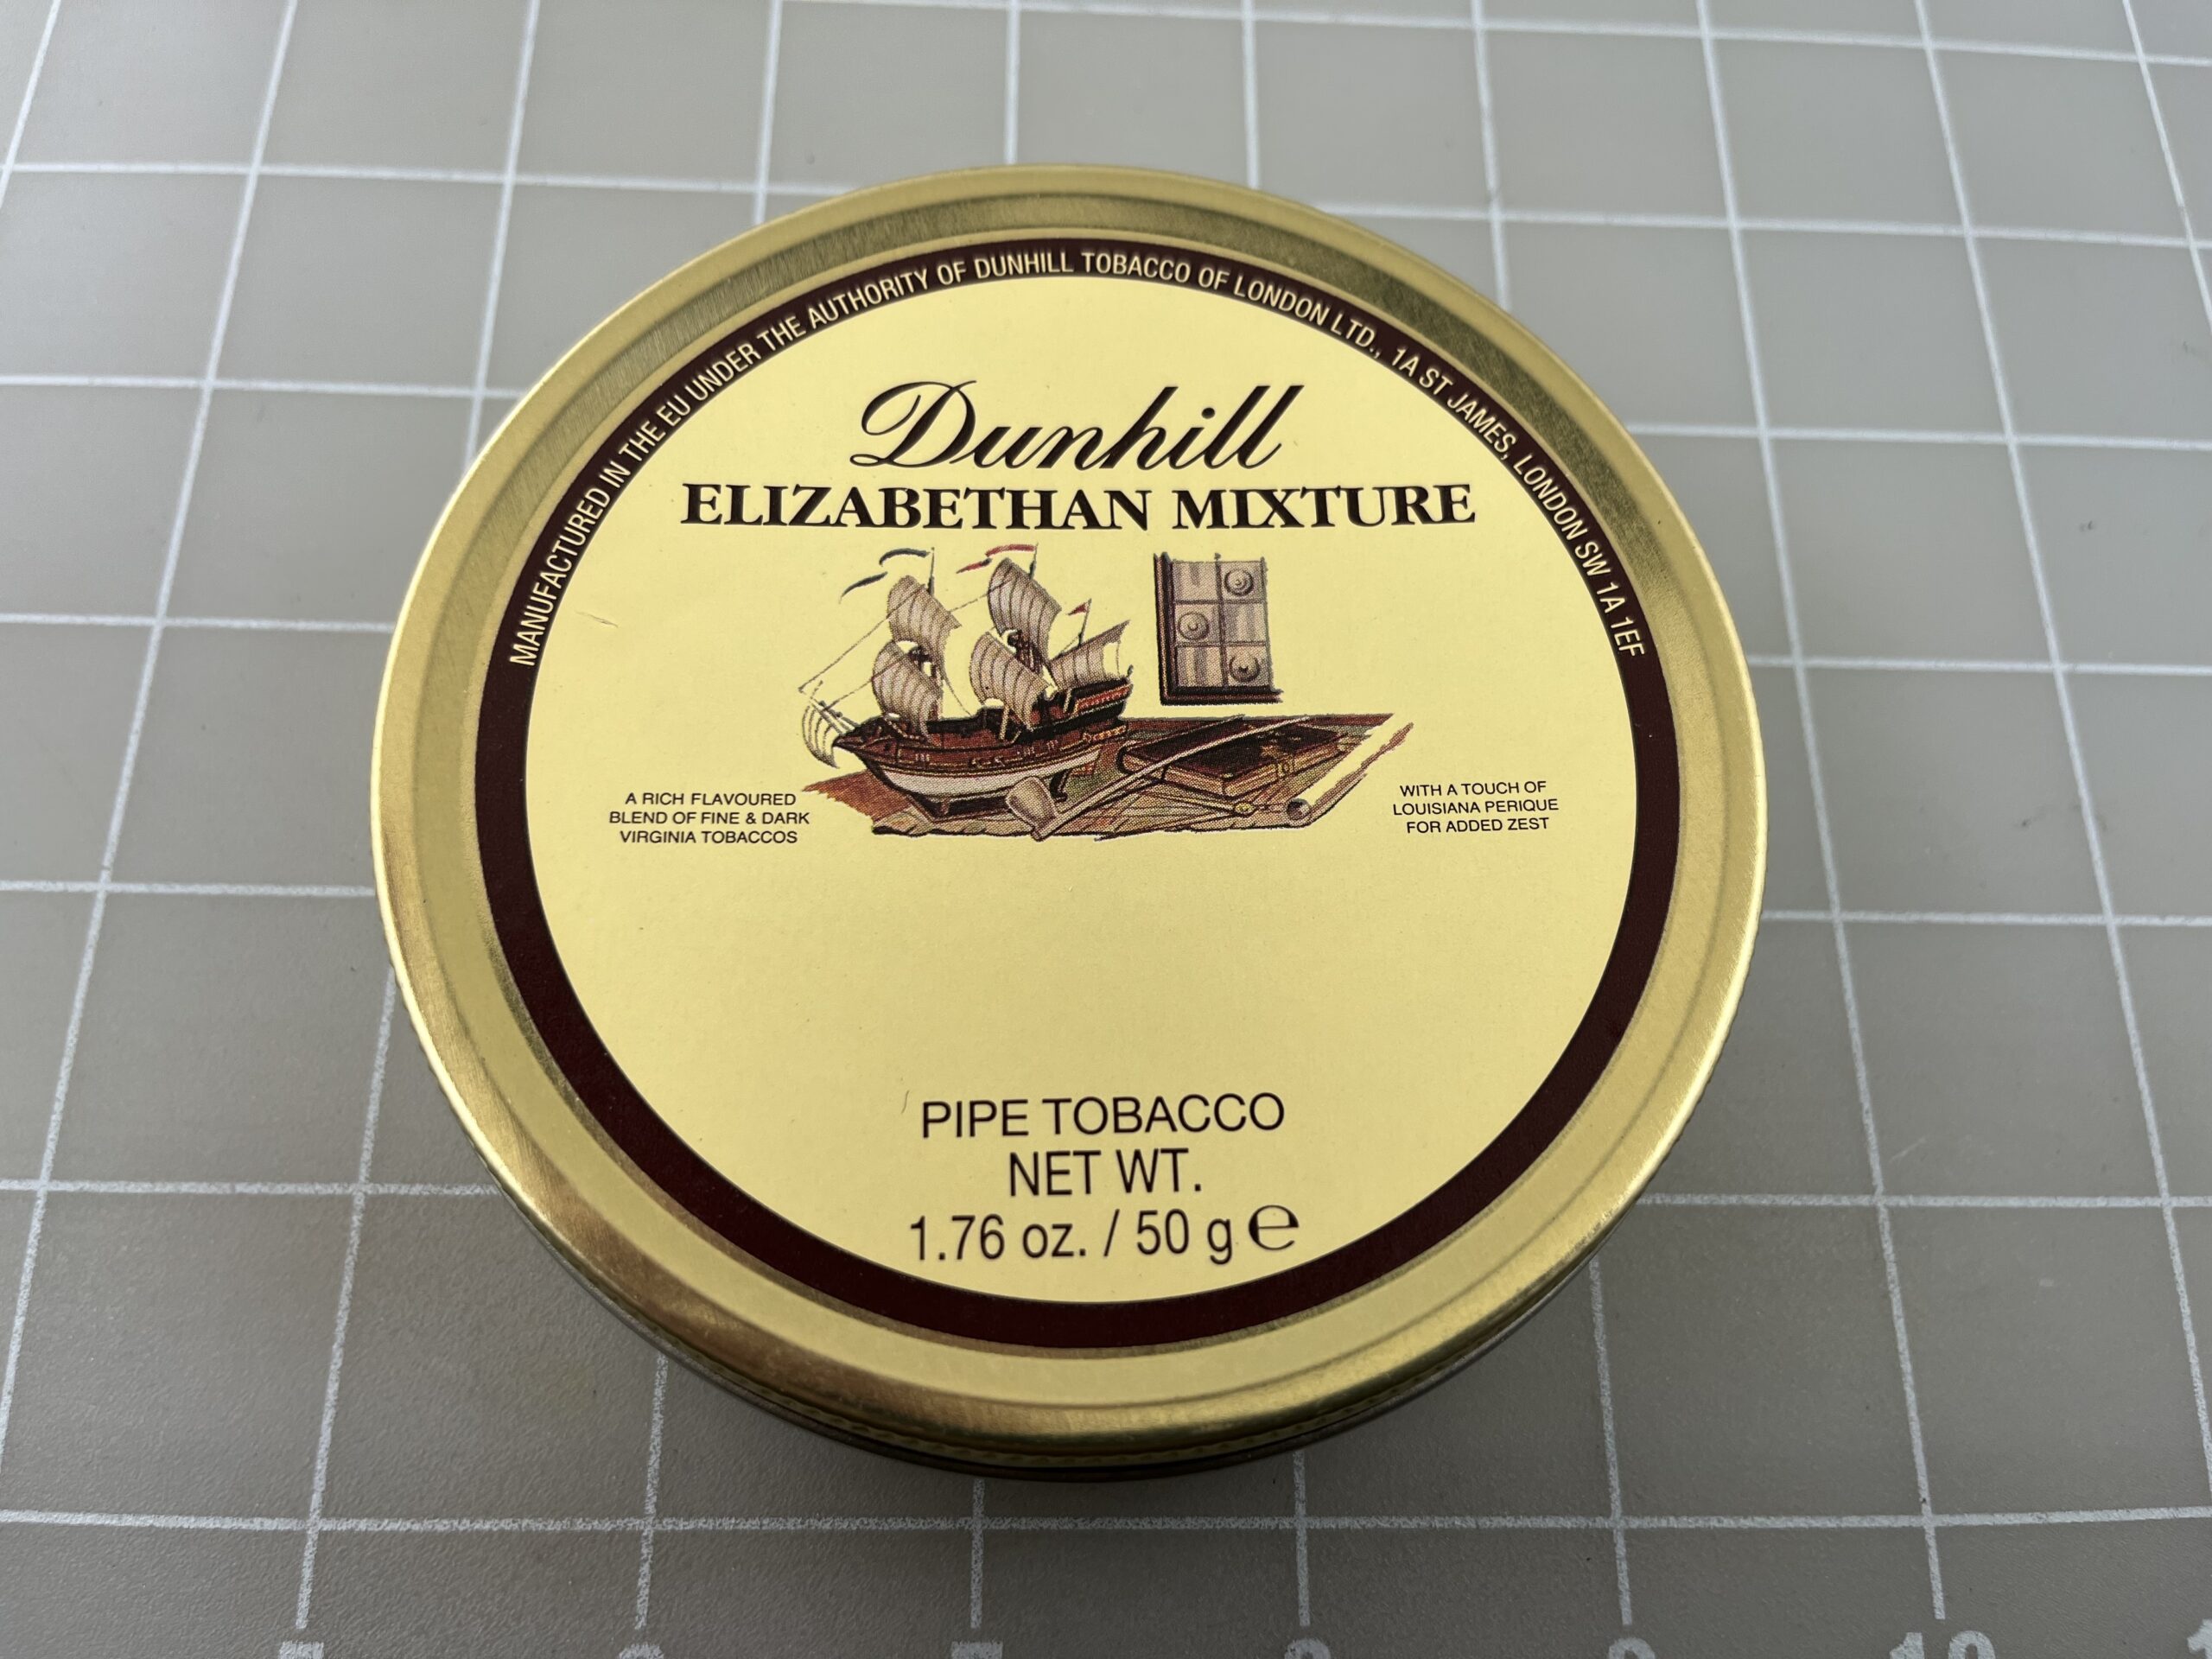 MANUFACTURED IN THE EU UNDER THE AUTHORITY OF DUNHILL TOBACCO OF LONDON LTD., 1A ST JAMES, LONDON SW 1A 1EF
Dunhill
ELIZABETHAN MIXTURE
A RICH FLAVOURED
BLEND OF FINE & DARK
VIRGINIA TOBACCOS
WITH A TOUCH OF
LOUISIANA PERIQUE
FOR ADDED ZEST
PIPE TOBACCO
NET WT.
1.76 oz. / 50 g ℮